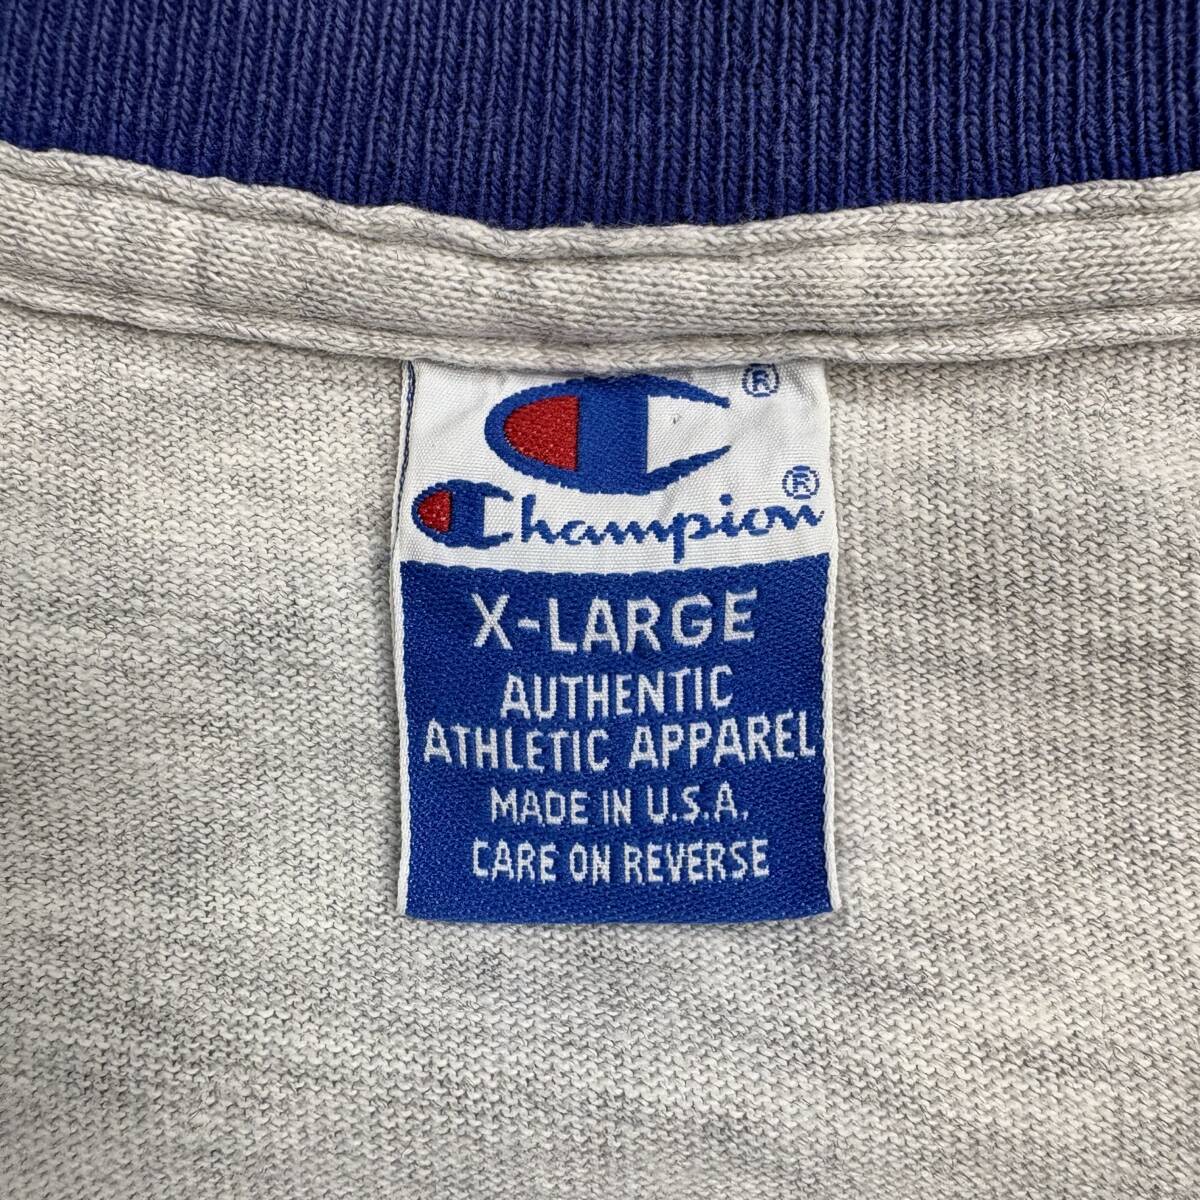 ®
Champion®
X-LARGE
AUTHENTIC
ATHLETIC APPAREL
MADE IN U.S.A.
CARE ON REVERSE